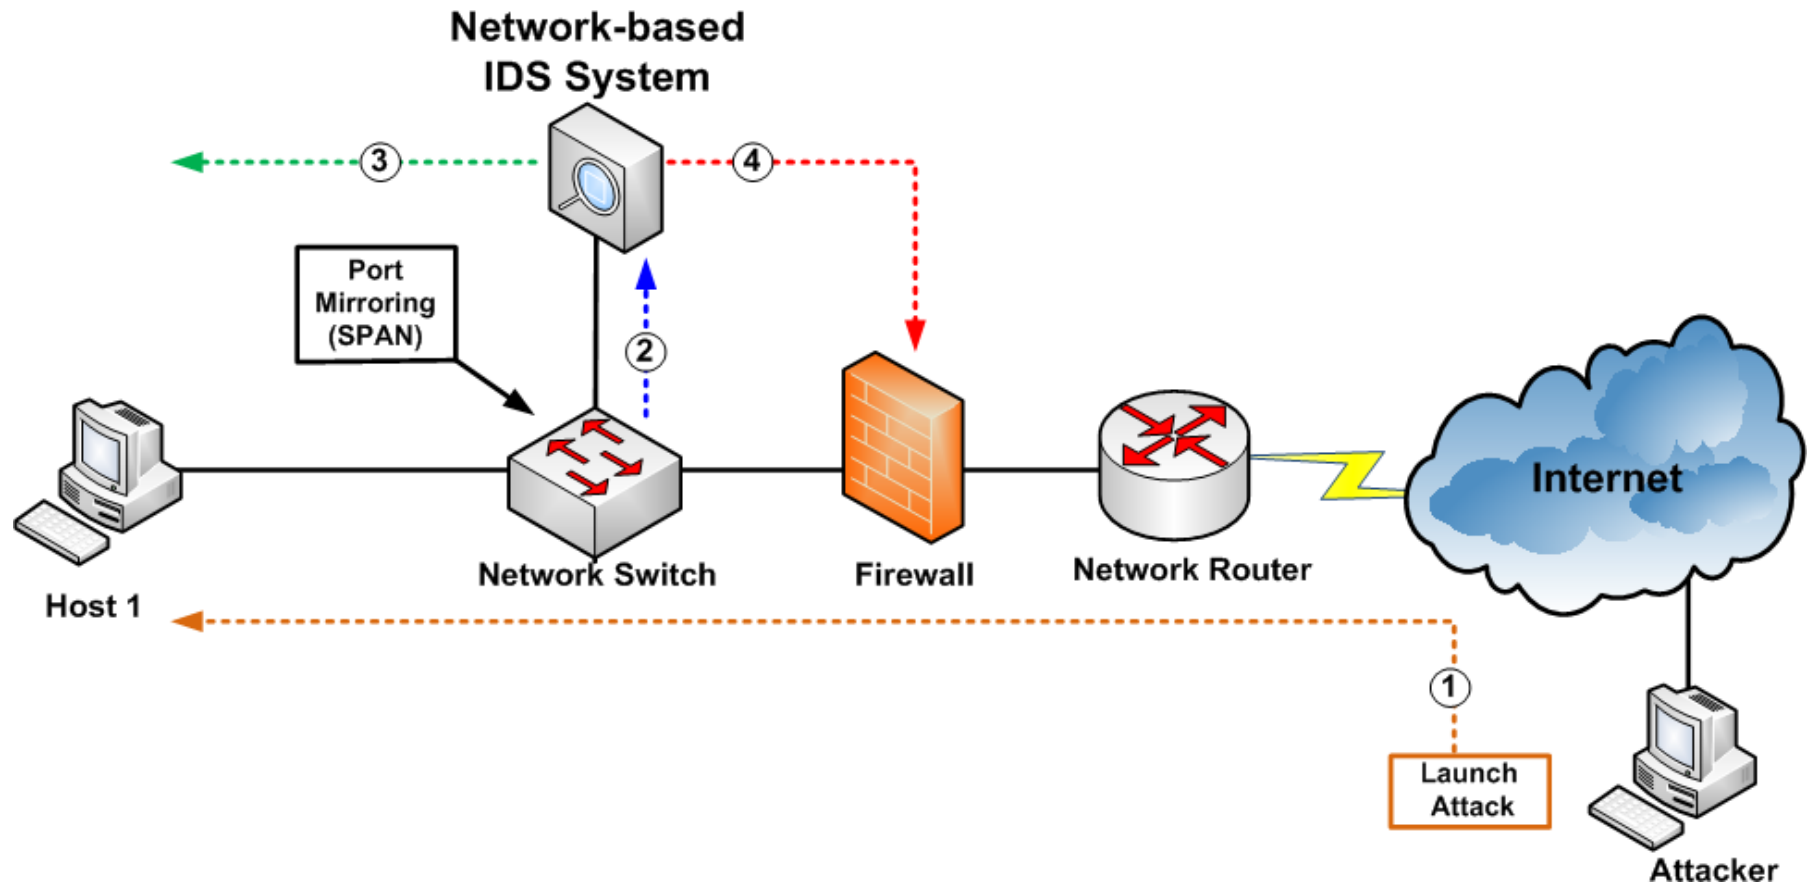 Network-based
IDS System
3
4
Port
Mirroring
(SPAN)
2
Internet
Network Switch
Firewall
Network Router
Host 1
1
Launch
Attack
Attacker